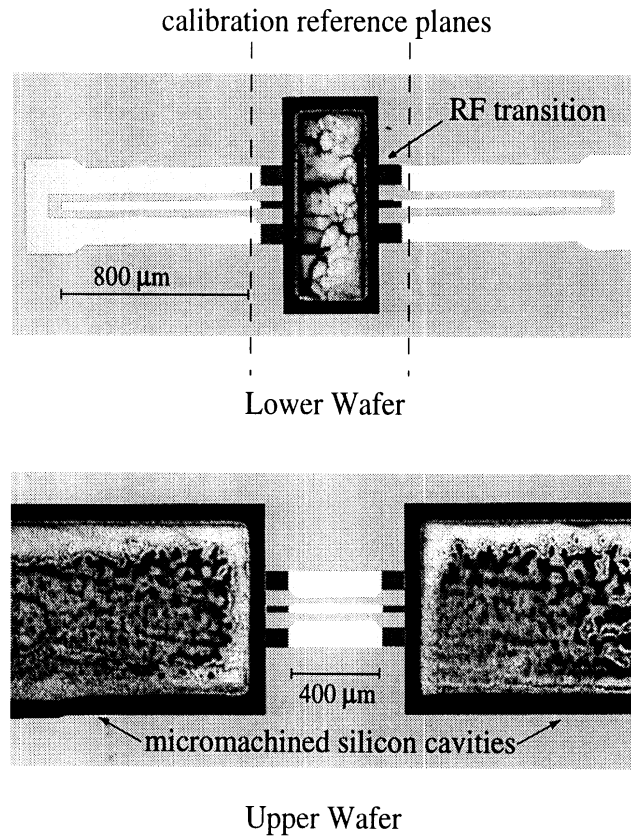 calibration reference planes
RF transition
800 μm
Lower Wafer
400 μm
micromachined silicon cavities
Upper Wafer